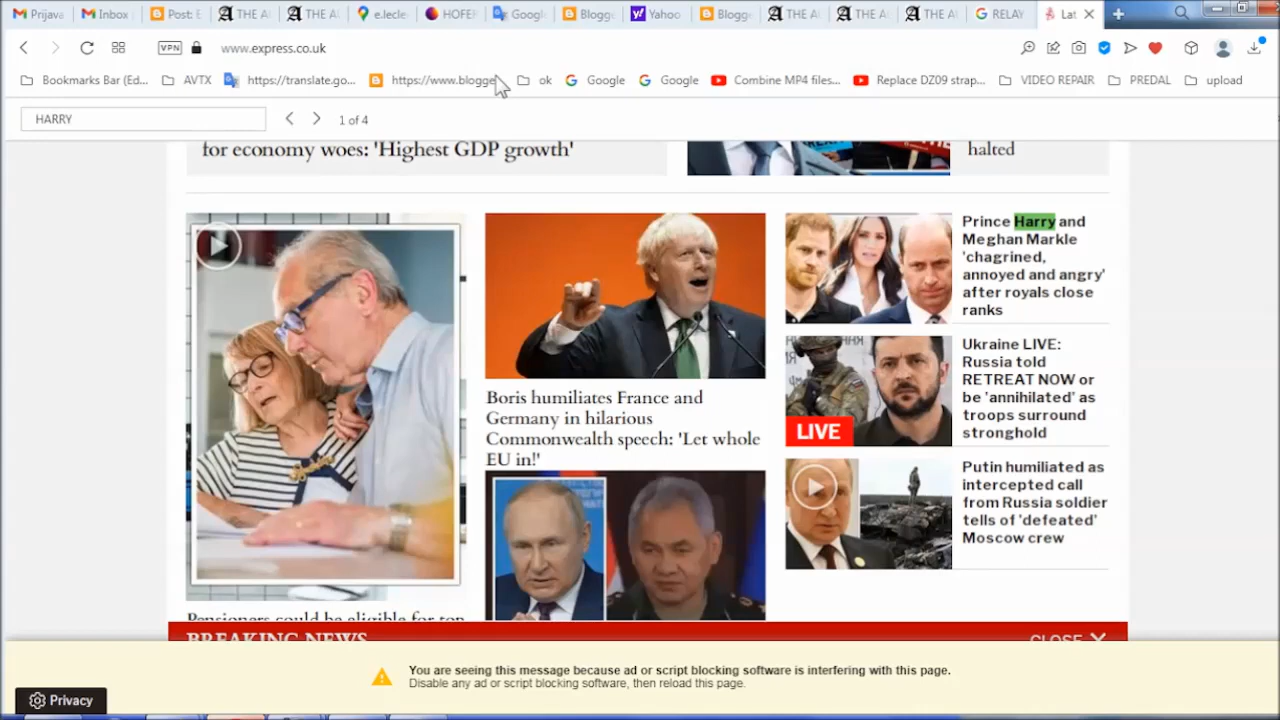 Prijava
Inbox
Post: E
THE A
THE A
e.lecle
HOFE
Google
Blogge
Yahoo
Blogge
THE A
THE A
THE A
RELAY
Lat
VPN
www.express.co.uk
Bookmarks Bar (Ed...
AVTX
https://translate.go...
https://www.blogge
ok
Google
Google
Combine MP4 files...
Replace DZ09 strap...
VIDEO REPAIR
PREDAL
upload
HARRY
1 of 4
for economy woes: 'Highest GDP growth'
halted
Prince Harry and
Meghan Markle
'chagrined,
annoyed and angry'
after royals close
ranks
Ukraine LIVE:
Russia told
RETREAT NOW or
be 'annihilated' as
troops surround
stronghold
LIVE
Boris humiliates France and
Germany in hilarious
Commonwealth speech: 'Let whole
EU in!'
Putin humiliated as
intercepted call
from Russia soldier
tells of 'defeated'
Moscow crew
Pensioners could be eligible for top
BREAKING NEWS
CLOSE
You are seeing this message because ad or script blocking software is interfering with this page.
Disable any ad or script blocking software, then reload this page.
Privacy